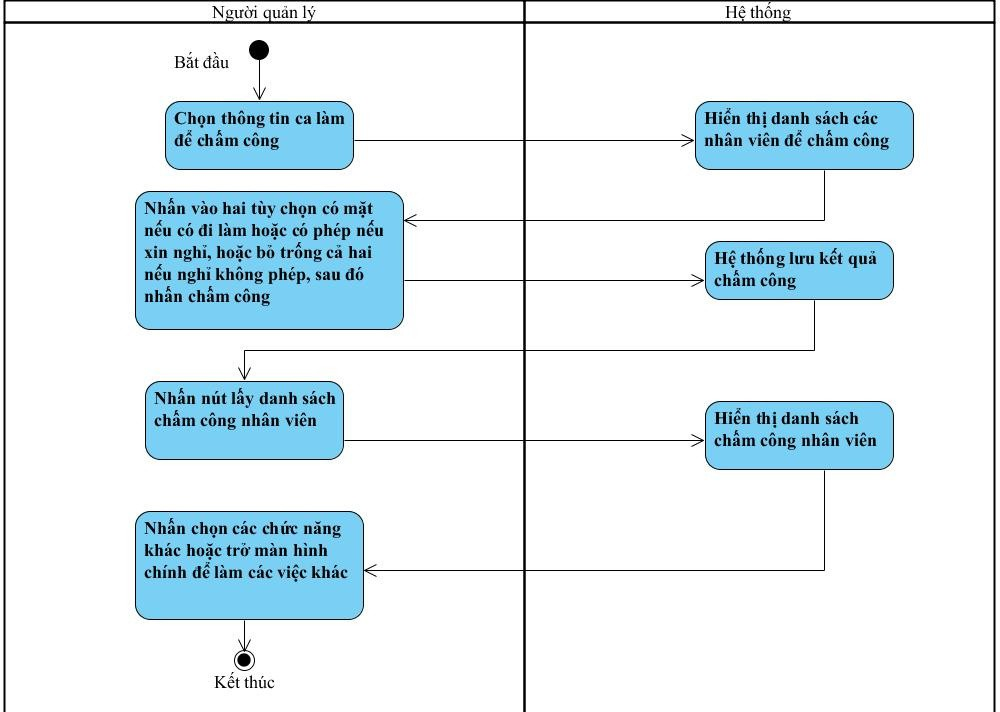 Người quản lý
Hệ thống
Bắt đầu
Chọn thông tin ca làm
để chấm công
Hiển thị danh sách các
nhân viên để chấm công
Nhấn vào hai tùy chọn có mặt
nếu có đi làm hoặc có phép nếu
xin nghỉ, hoặc bỏ trống cả hai
nếu nghỉ không phép, sau đó
nhấn chấm công
Hệ thống lưu kết quả
chấm công
Nhấn nút lấy danh sách
chấm công nhân viên
Hiển thị danh sách
chấm công nhân viên
Nhấn chọn các chức năng
khác hoặc trở màn hình
chính để làm các việc khác
Kết thúc